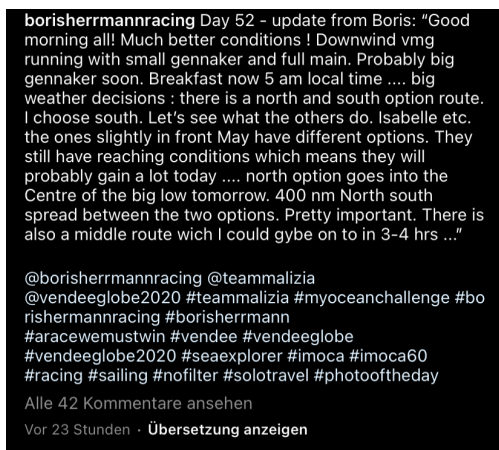 borisherrmannracing Day 52 - update from Boris: “Good
morning all! Much better conditions ! Downwind vmg
running with small gennaker and full main. Probably big
gennaker soon. Breakfast now 5 am local time .... big
weather decisions : there is a north and south option route.
I choose south. Let’s see what the others do. Isabelle etc.
the ones slightly in front May have different options. They
still have reaching conditions which means they will
probably gain a lot today .... north option goes into the
Centre of the big low tomorrow. 400 nm North south
spread between the two options. Pretty important. There is
also a middle route wich I could gybe on to in 3-4 hrs ...”
@borisherrmannracing @teammalizia
@vendeeglobe2020 #teammalizia #myoceanchallenge #bo
rishermannracing #borisherrmann
#aracewemustwin #vendee #vendeeglobe
#vendeeglobe2020 #seaexplorer #imoca #imoca60
#racing #sailing #nofilter #solotravel #photooftheday
Alle 42 Kommentare ansehen
Vor 23 Stunden · Übersetzung anzeigen